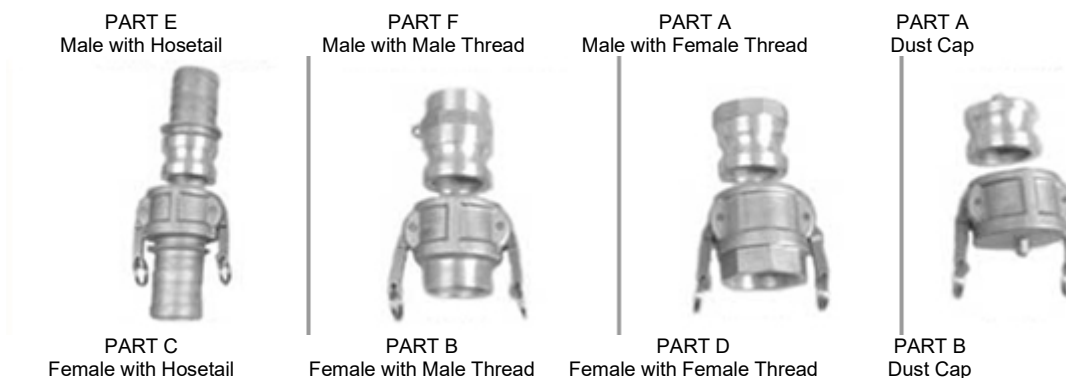 PART E
Male with Hosetail
PART F
Male with Male Thread
PART A
Male with Female Thread
PART A
Dust Cap
PART C
Female with Hosetail
PART B
Female with Male Thread
PART D
Female with Female Thread
PART B
Dust Cap